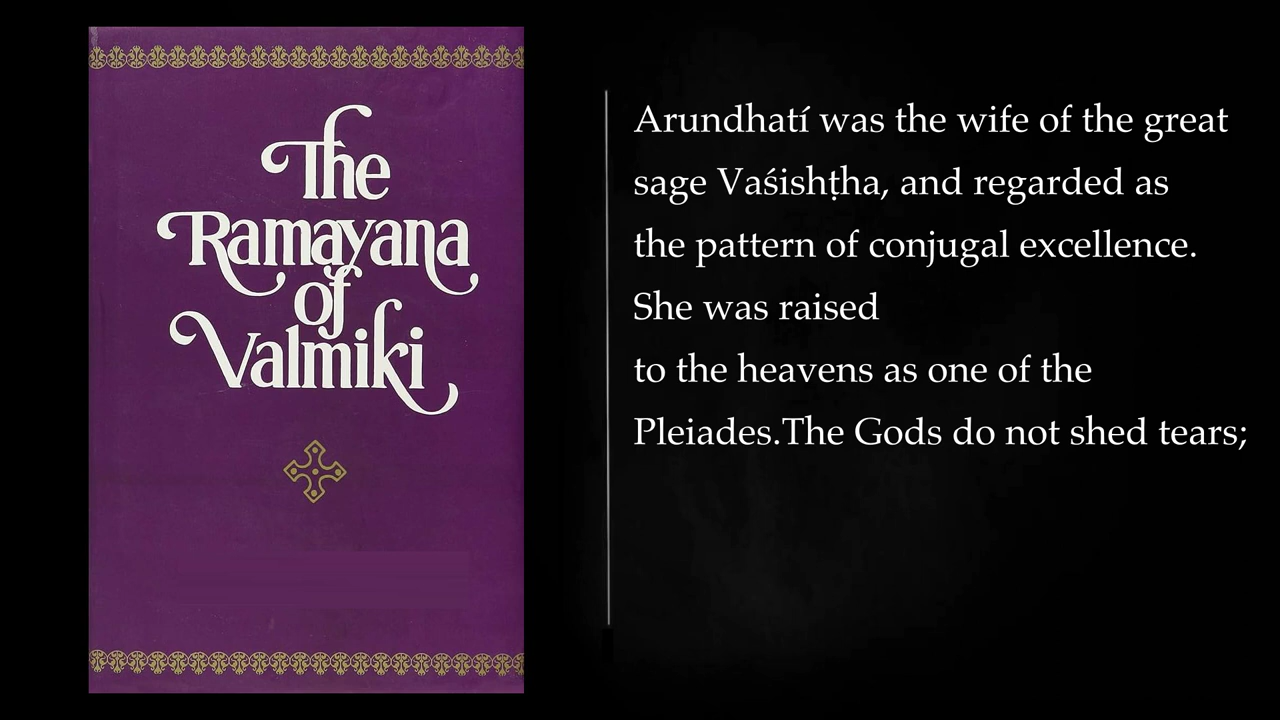 The
Ramayana
of
Valmiki
Arundhatí was the wife of the great
sage Vaśishṭha, and regarded as
the pattern of conjugal excellence.
She was raised
to the heavens as one of the
Pleiades.The Gods do not shed tears;